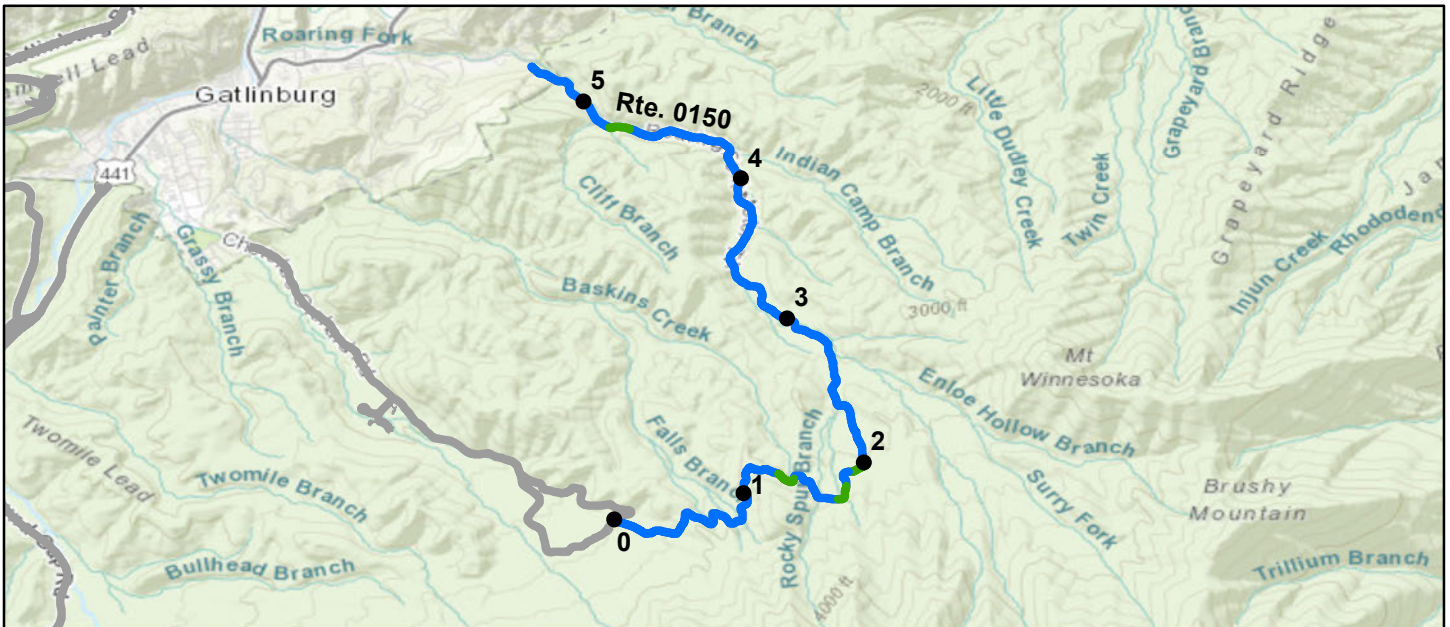 Branch
Roaring Fork
Lead
Gatlinburg
5
Rte. 0150
2000 ft
Little Dudley Creek
Grapeyard Ridge
4
Indian Camp Branch
441
Cliff Branch
Twin Creek
Painter Branch
Grassy Branch
Injun Creek
Baskins Creek
3
3000 ft
Mt
Winnesoka
Enloe Hollow Branch
Twomile Lead
Falls Branch
2
Twomile Branch
1
Rocky Spur Branch
Surry Fork
Brushy
Mountain
0
Bullhead Branch
4000 ft
Trillium Branch